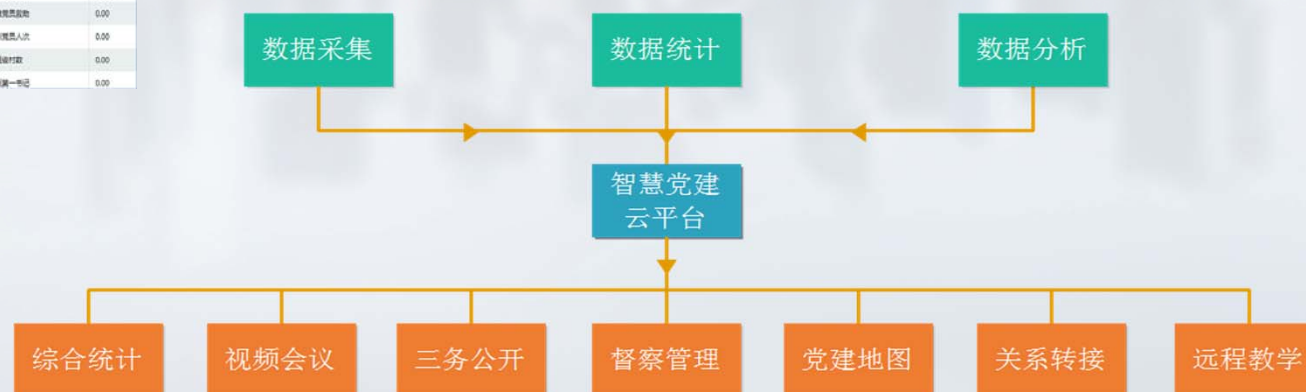 0.00
0.00
0.00
0.00
数据采集
数据统计
数据分析
智慧党建
云平台
综合统计
视频会议
三务公开
督察管理
党建地图
关系转接
远程教学